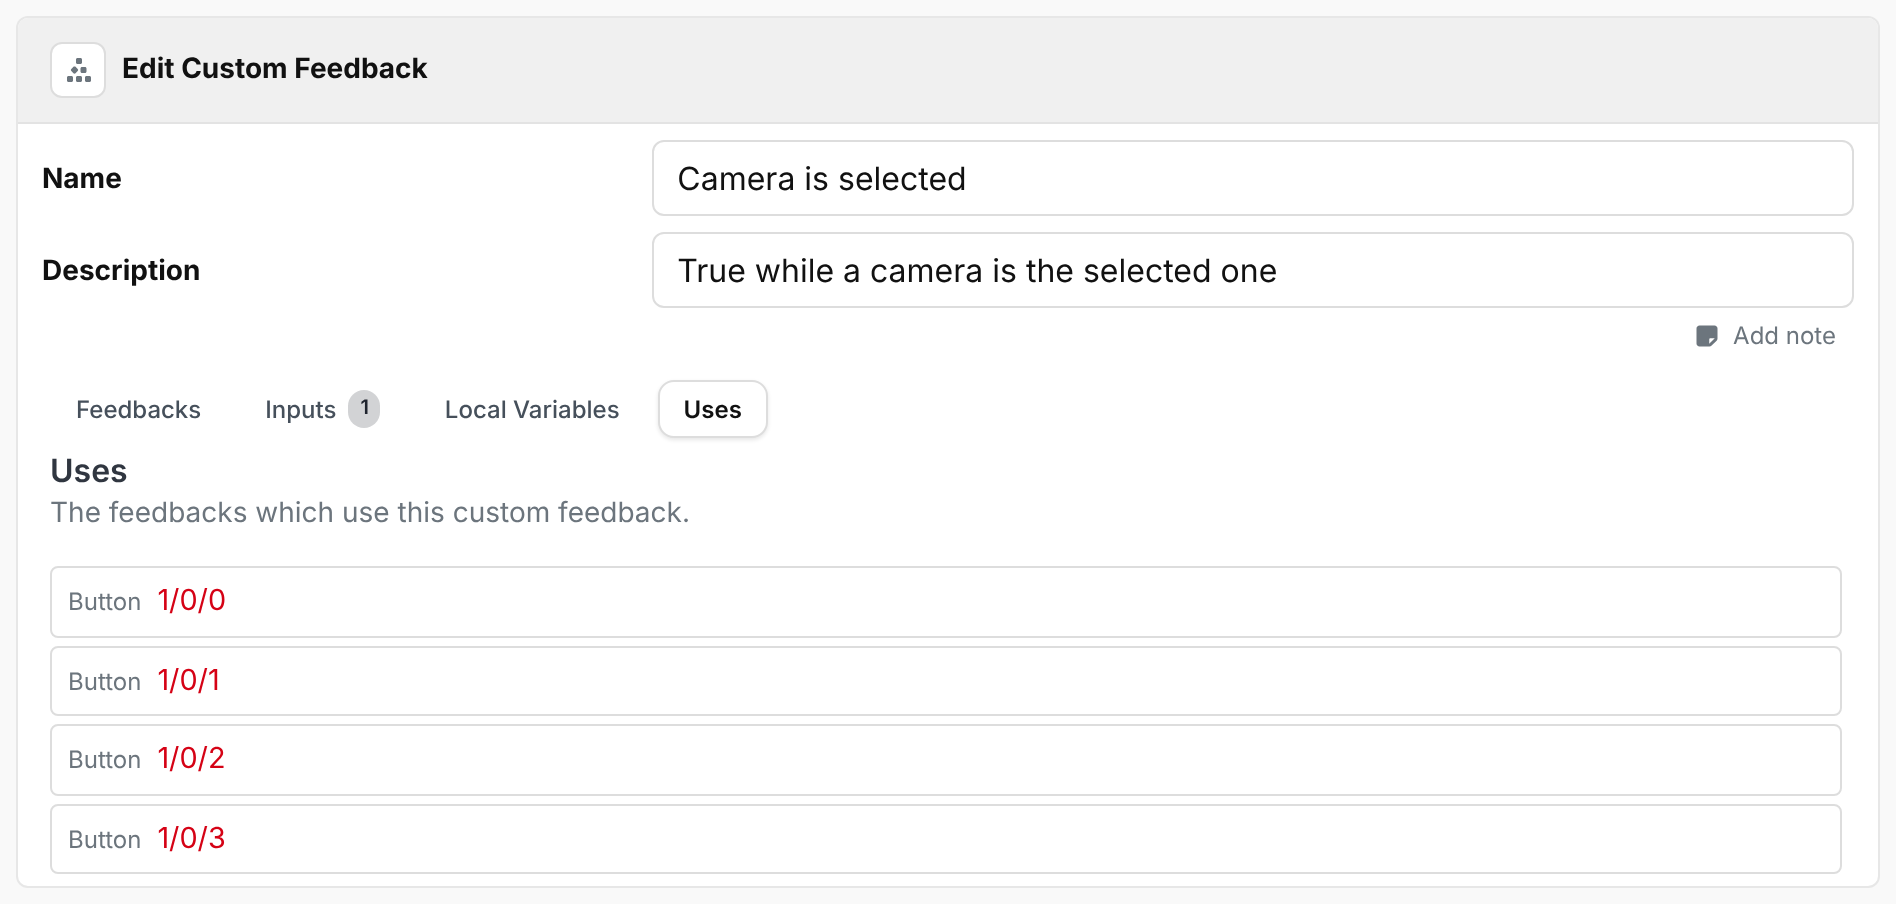 Edit Custom Feedback
Name
Camera is selected
Description
True while a camera is the selected one
Add note
Feedbacks Inputs 1 Local Variables Uses
Uses
The feedbacks which use this custom feedback.
Button 1/0/0
Button 1/0/1
Button 1/0/2
Button 1/0/3